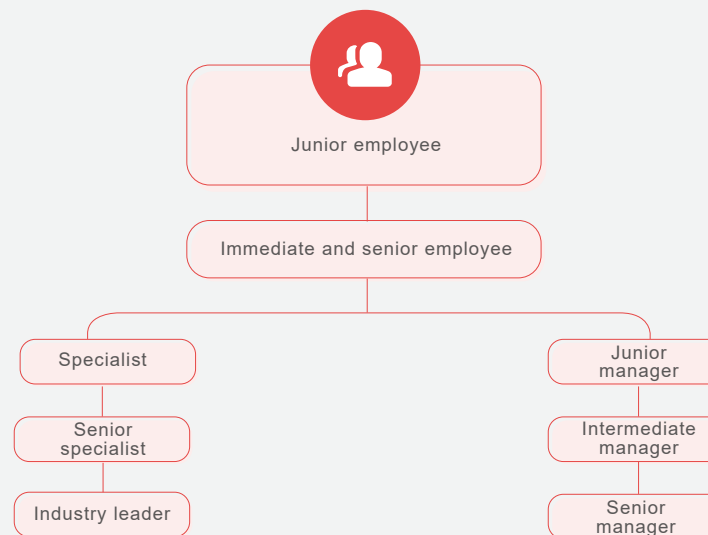 Junior employee
Immediate and senior employee
Specialist
Junior
manager
Senior
specialist
Intermediate
manager
Industry leader
Senior
manager